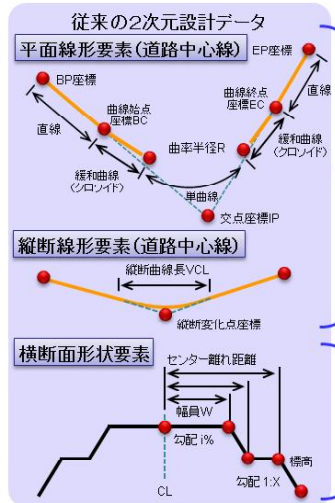 従来の2次元設計データ
平面線形要素(道路中心線)
EP座標
BP座標
曲線始点
座標BC
曲線終点
座標EC
直線
直線
曲率半径R
緩和曲線
(クロソイド)
緩和曲線
(クロソイド)
単曲線
交点座標IP
縦断線形要素(道路中心線)
縦断曲線長VCL
縦断変化点座標
横断面形状要素
センター離れ距離
幅員W
勾配 i%
標高
勾配 1:X
CL